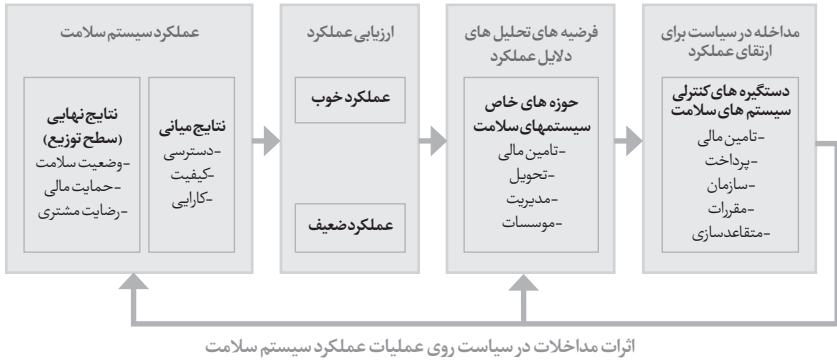 عملکرد سیستم سلامت
نتایج نهایی
(سطح توزیع)
-وضعیت سلامت
-حمایت مالی
-رضایت مشتری
نتایج میانی
-دسترسی
-کیفیت
-کارایی
ارزیابی عملکرد
عملکرد خوب
عملکرد ضعیف
فرضیه های تحلیل های
دلایل عملکرد
حوزه های خاص
سیستمهای سلامت
-تامین مالی
-تحویل
-مدیریت
-موسسات
مداخله در سیاست برای
ارتقای عملکرد
دستگیره های کنترلی
سیستم های سلامت
-تامین مالی
-پرداخت
-سازمان
-مقررات
-متقاعدسازی
اثرات مداخلات در سیاست روی عملیات عملکرد سیستم سلامت